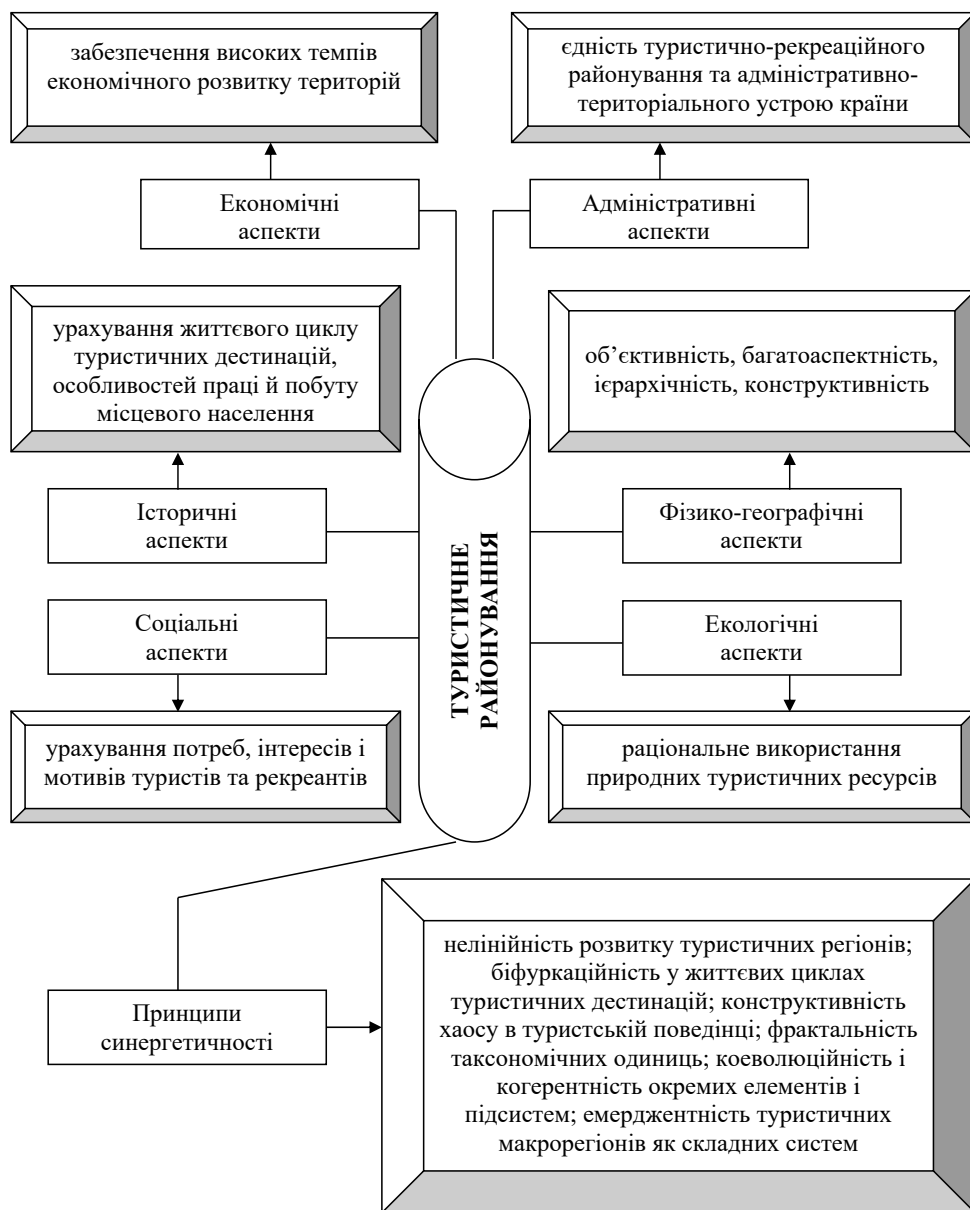 забезпечення високих темпів
економічного розвитку територій
єдність туристично-рекреаційного
районування та адміністративно-
територіального устрою країни
Економічні
аспекти
Адміністративні
аспекти
урахування життєвого циклу
туристичних дестинацій,
особливостей праці й побуту
місцевого населення
об’єктивність, багатоаспектність,
ієрархічність, конструктивність
Історичні
аспекти
Фізико-географічні
аспекти
ТУРИСТИЧНЕ
РАЙОНУВАННЯ
Соціальні
аспекти
Екологічні
аспекти
урахування потреб, інтересів і
мотивів туристів та рекреантів
раціональне використання
природних туристичних ресурсів
Принципи
синергетичності
нелінійність розвитку туристичних регіонів;
біфуркаційність у життєвих циклах
туристичних дестинацій; конструктивність
хаосу в туристській поведінці; фрактальність
таксономічних одиниць; коеволюційність і
когерентність окремих елементів і
підсистем; емерджентність туристичних
макрорегіонів як складних систем